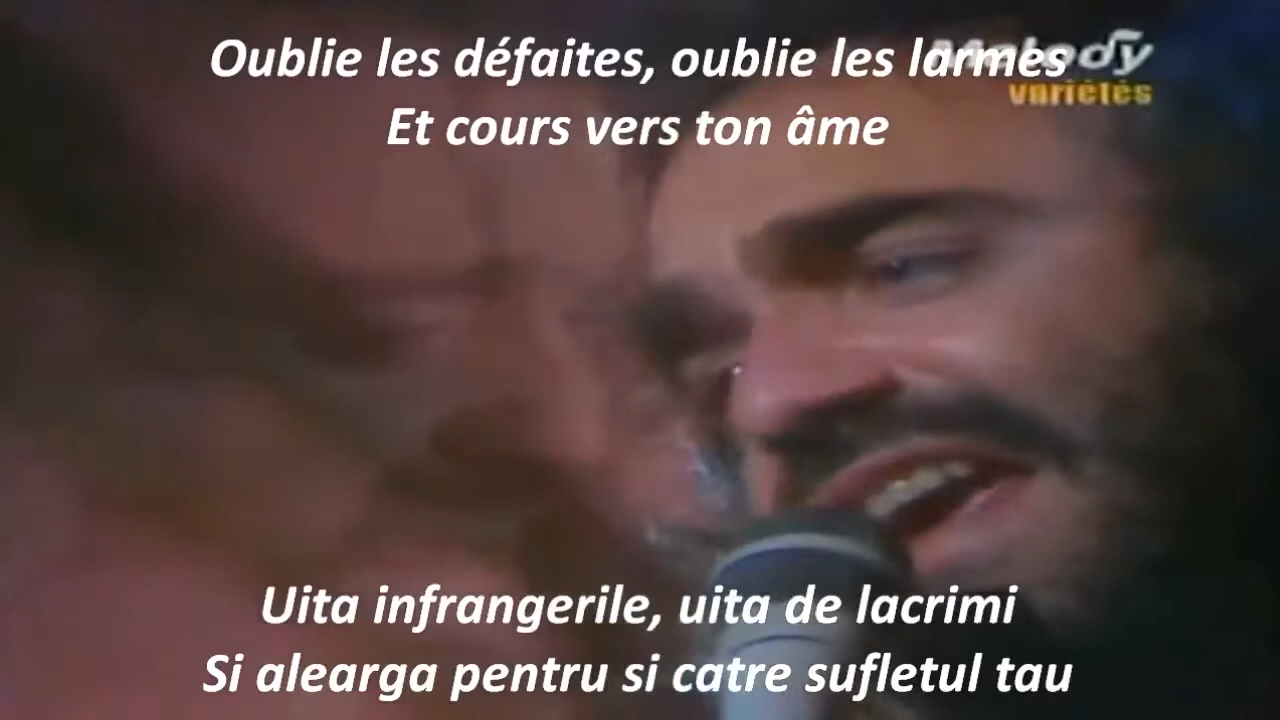 Oublie les défaites, oublie les larmes
Melody
variétés
Et cours vers ton âme
Uita infrangerile, uita de lacrimi
Si alearga pentru si catre sufletul tau